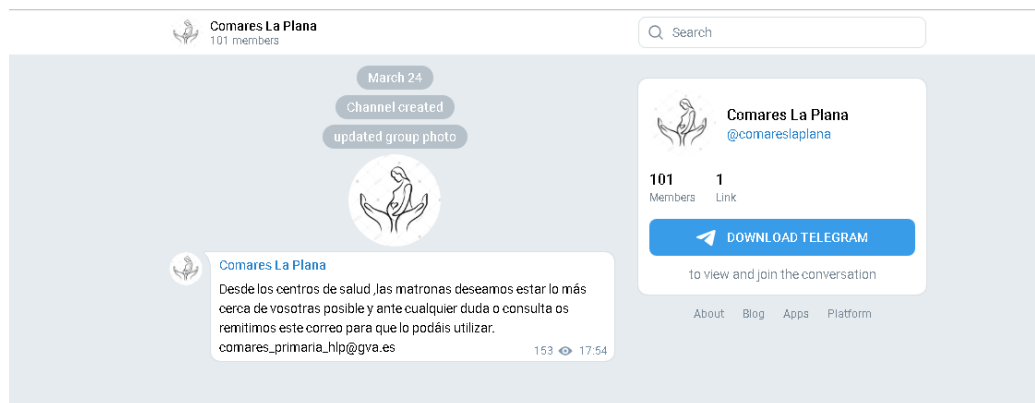 Comares La Plana
101 members
Search
March 24
Channel created
updated group photo
Comares La Plana
Desde los centros de salud ,las matronas deseamos estar lo más
cerca de vosotras posible y ante cualquier duda o consulta os
remitimos este correo para que lo podáis utilizar.
comares_primaria_hlp@gva.es
153 17:54
Comares La Plana
@comareslaplana
101 1
Members Link
DOWNLOAD TELEGRAM
to view and join the conversation
About Blog Apps Platform